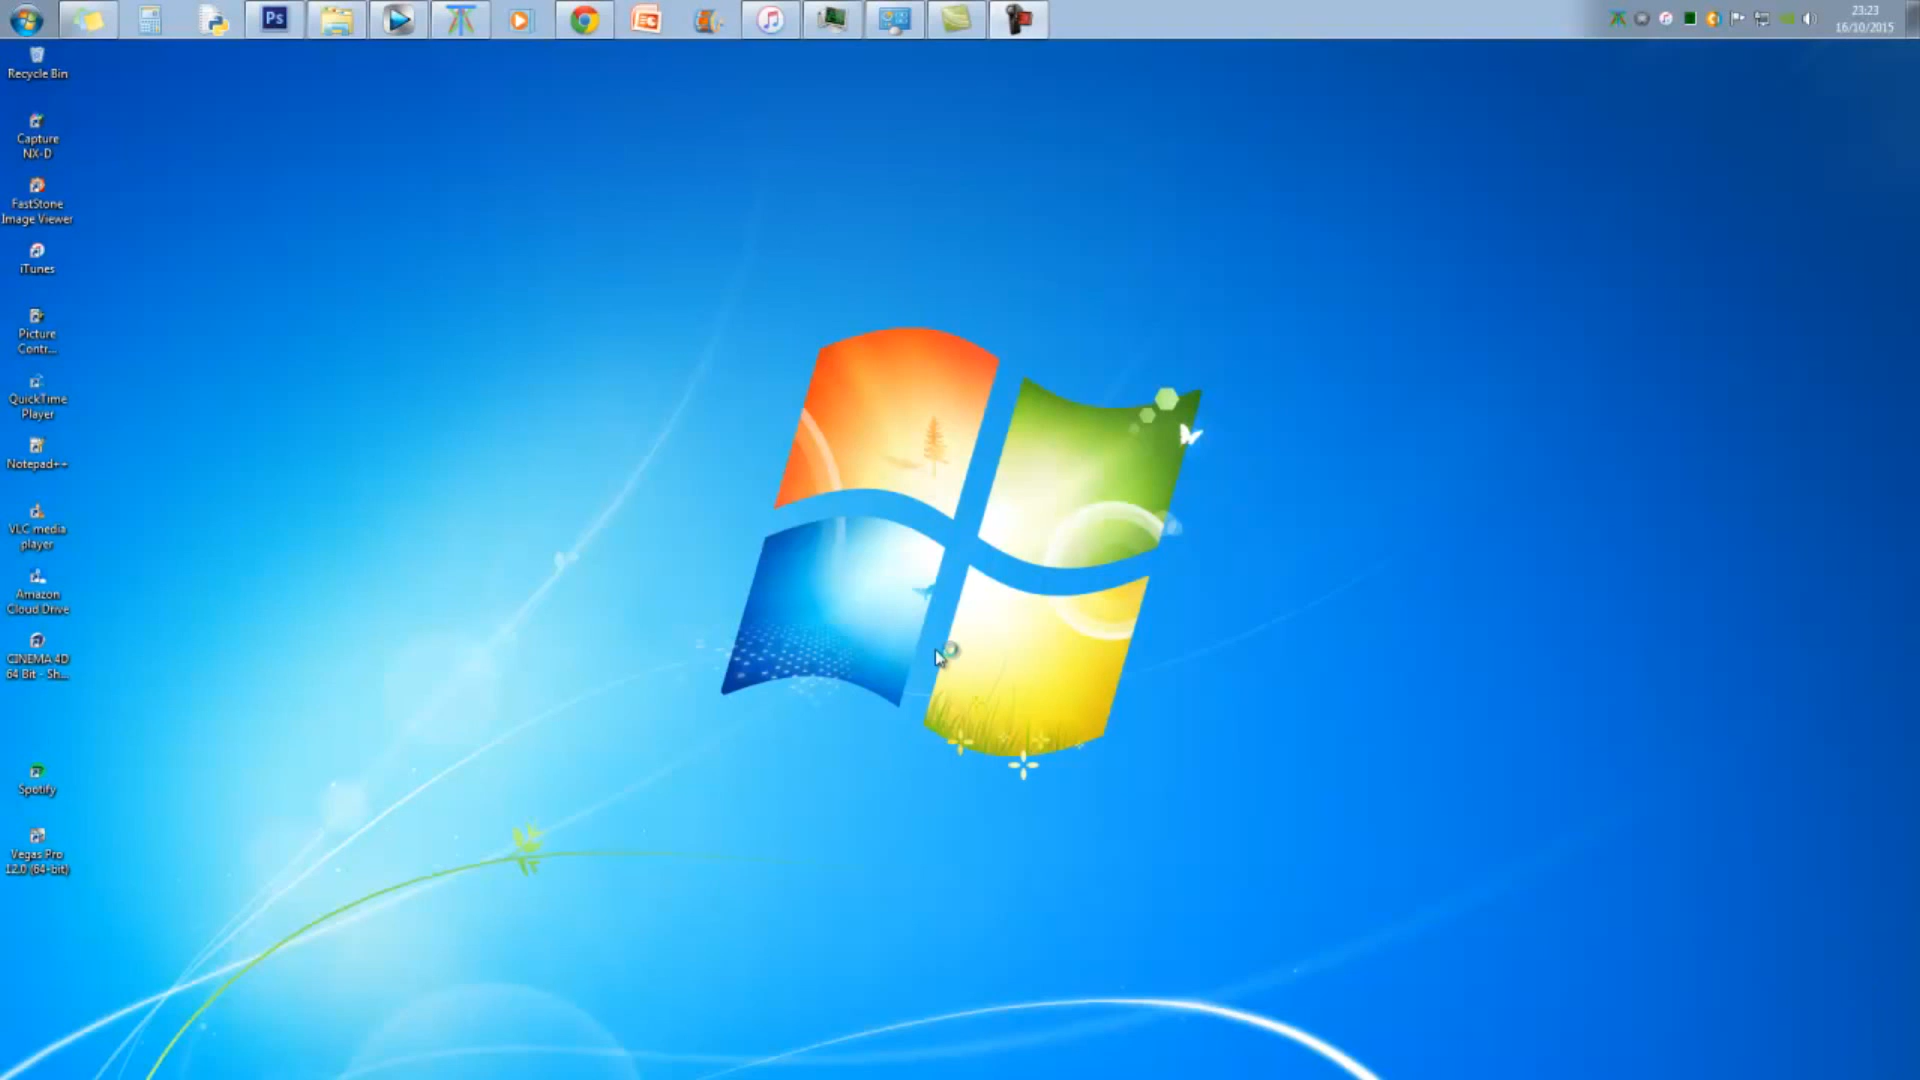 Ps
23:23
16/10/2015
Recycle Bin
Capture
NX-D
FastStone
Image Viewer
iTunes
Picture
Contr...
QuickTime
Player
Notepad++
VLC media
player
Amazon
Cloud Drive
CINEMA 4D
64 Bit - Sh...
Spotify
Vegas Pro
12.0 (64-bit)